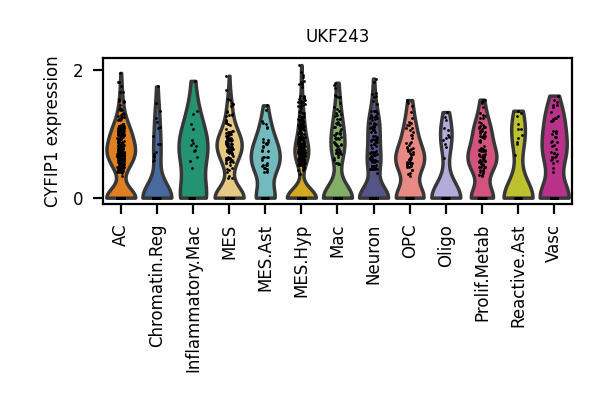 UKF243
CYFIP1 expression
2
0
AC
Chromatin.Reg
Inflammatory.Mac
MES
MES.Ast
MES.Hyp
Mac
Neuron
OPC
Oligo
Prolif.Metab
Reactive.Ast
Vasc